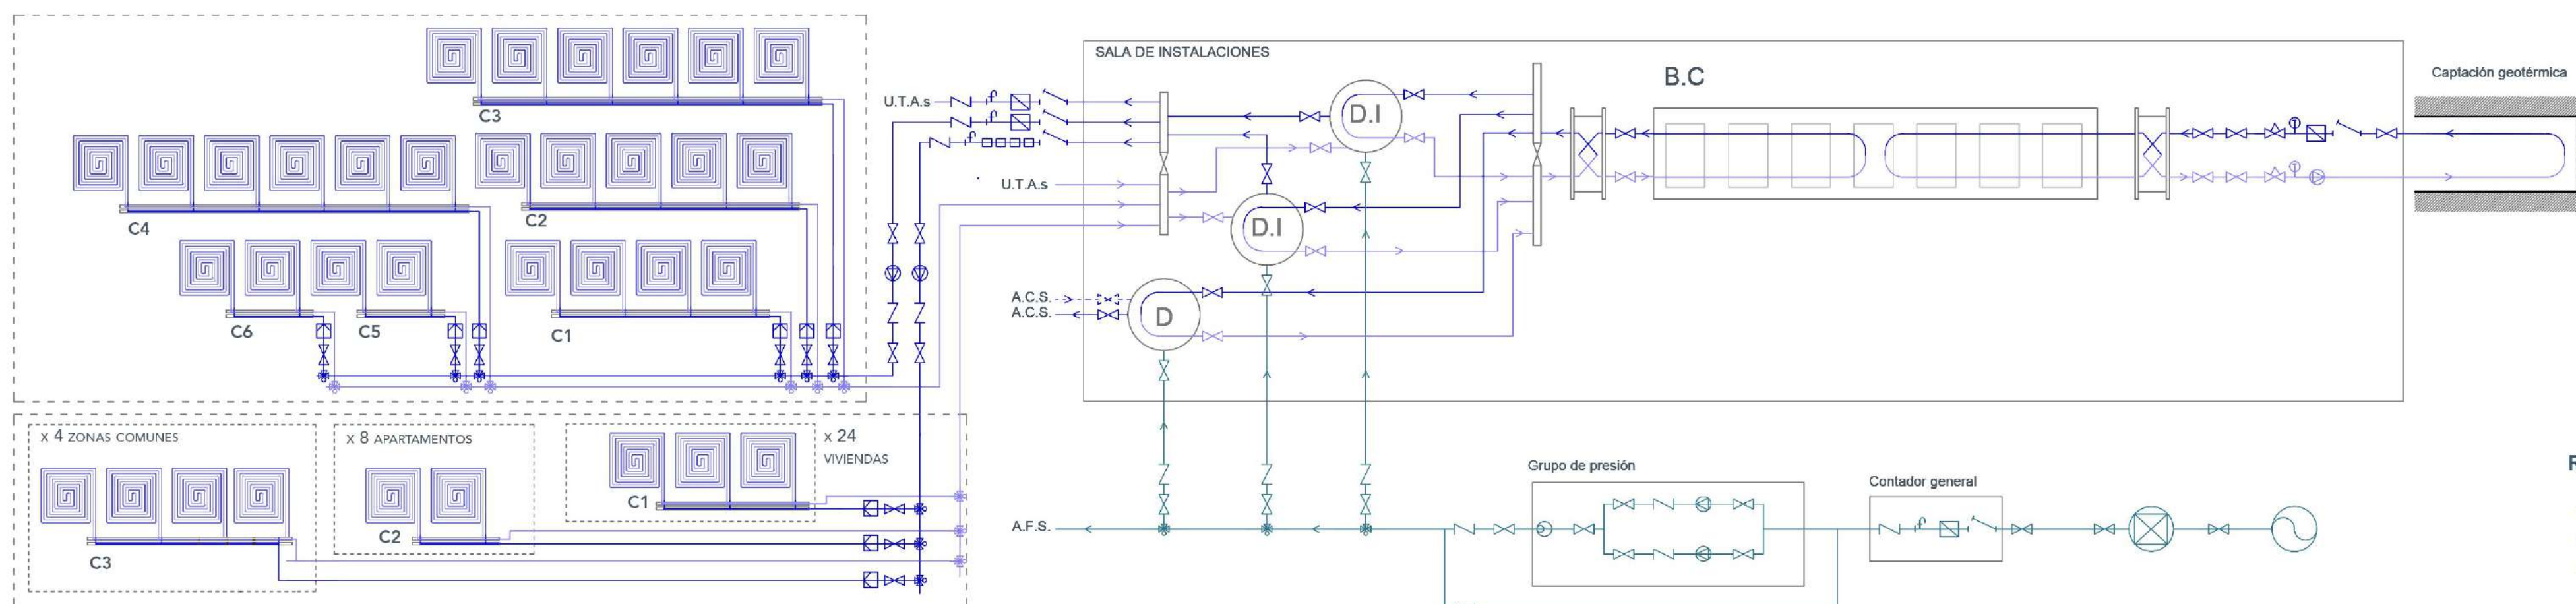 SALA DE INSTALACIONES
B.C
Captación geotérmica
C3
U.T.A.s
D.I
C4
C2
U.T.A.s
D.I
C6
C5
C1
A.C.S.
A.C.S.
D
x 4 ZONAS COMUNES
x 8 APARTAMENTOS
x 24
VIVIENDAS
C1
C2
C3
A.F.S.
Grupo de presión
Contador general